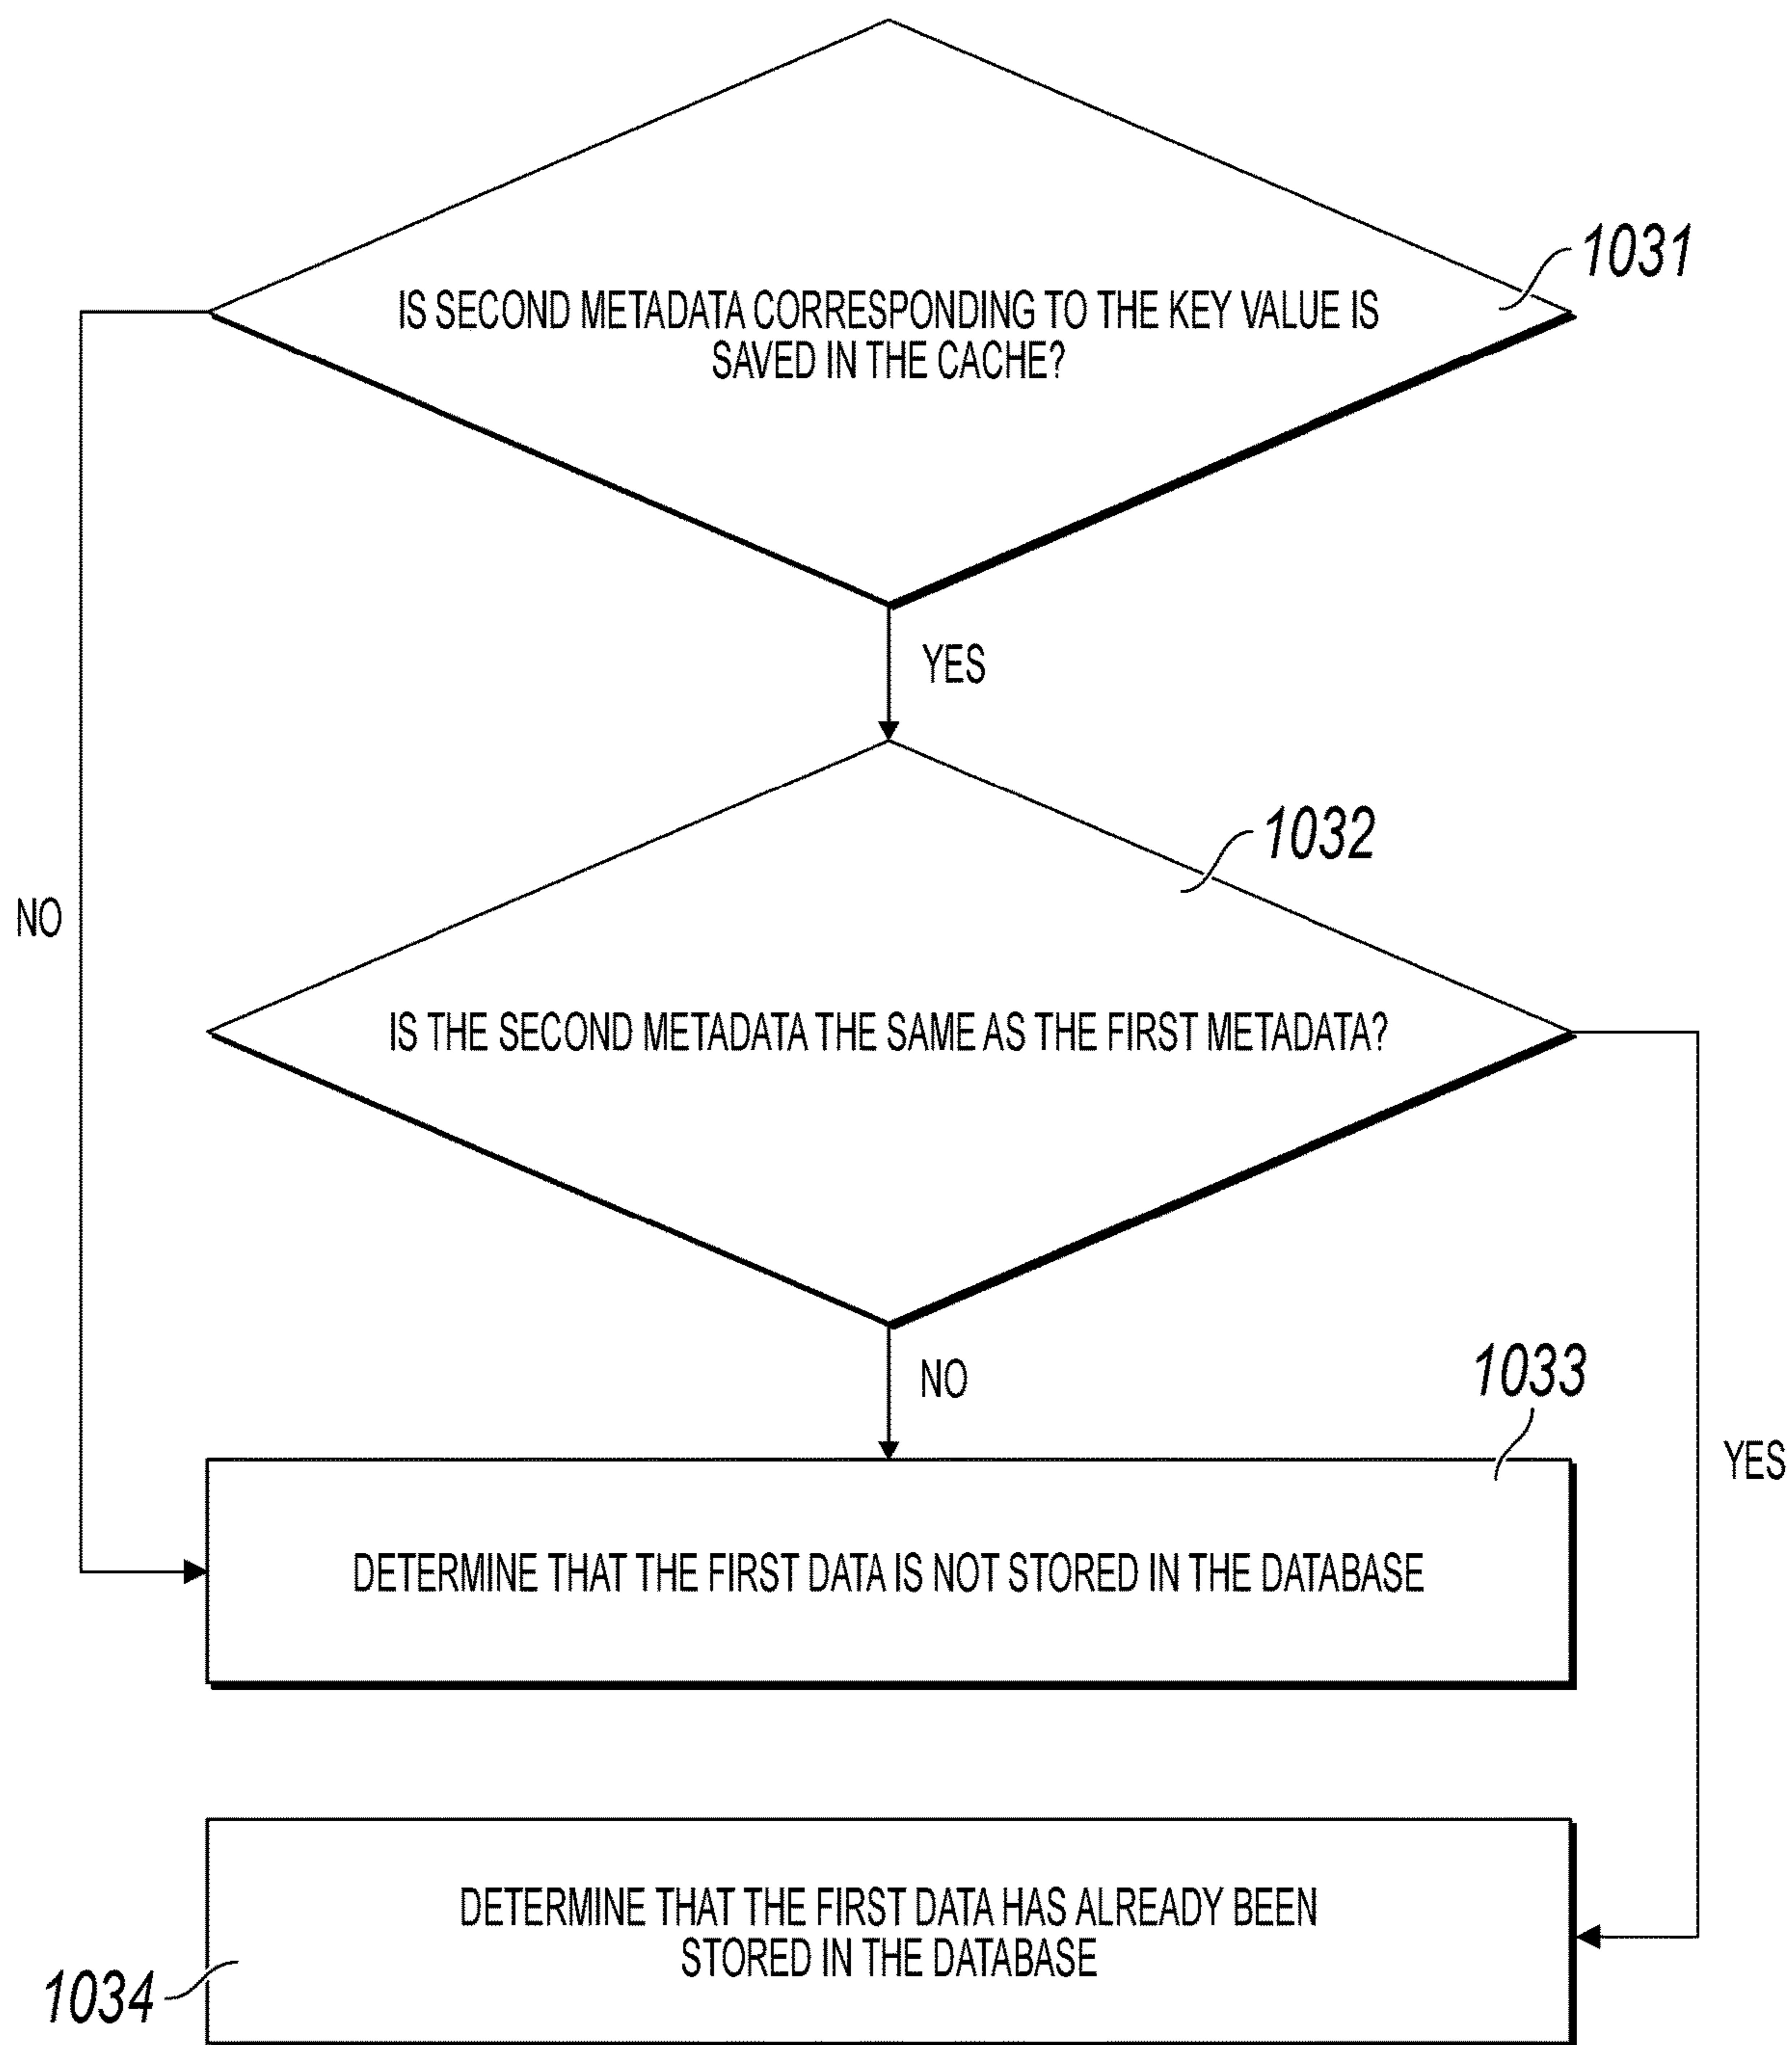 1031
IS SECOND METADATA CORRESPONDING TO THE KEY VALUE IS
SAVED IN THE CACHE?
YES
1032
NO
IS THE SECOND METADATA THE SAME AS THE FIRST METADATA?
NO
1033
YES
DETERMINE THAT THE FIRST DATA IS NOT STORED IN THE DATABASE
DETERMINE THAT THE FIRST DATA HAS ALREADY BEEN
STORED IN THE DATABASE
1034